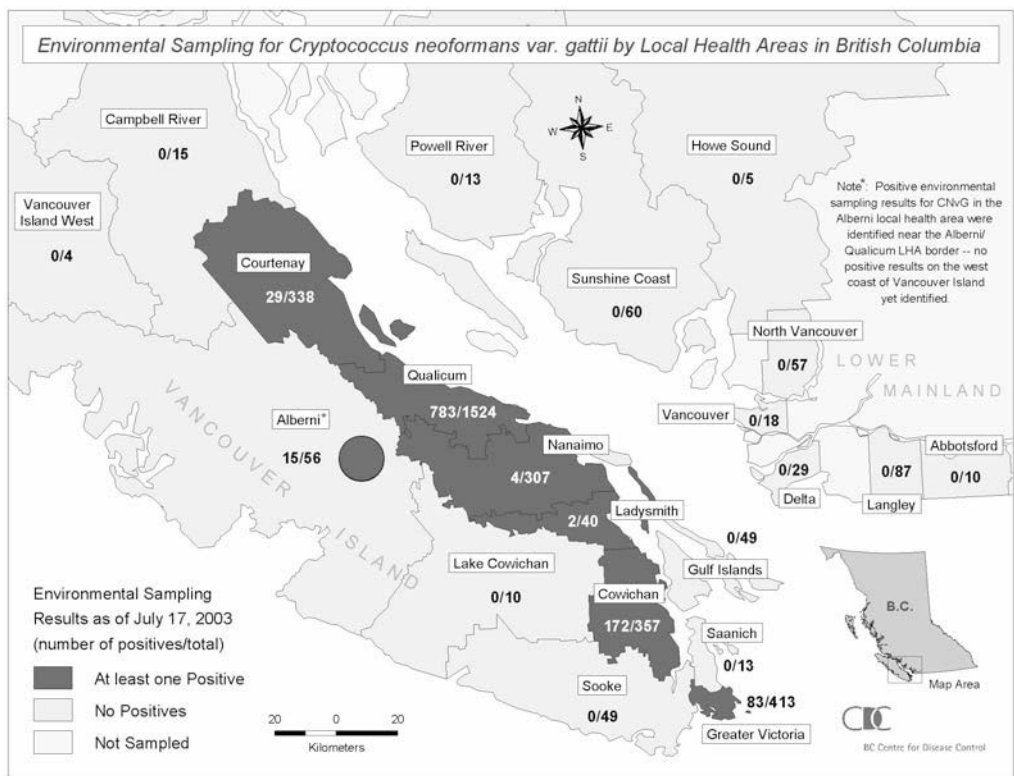 Environmental Sampling for Cryptococcus neoformans var. gattii by Local Health Areas in British Columbia
Campbell River
0/15
Powell River
0/13
N
W E
S
Howe Sound
0/5
Vancouver
Island West
0/4
Note*: Positive environmental
sampling results for CNvG in the
Alberni local health area were
identified near the Alberni/
Qualicum LHA border -- no
positive results on the west
coast of Vancouver Island
yet identified.
Courtenay
29/338
Sunshine Coast
0/60
North Vancouver
0/57
LOWER
MAINLAND
Qualicum
783/1524
Vancouver
0/18
Alberni*
15/56
VANCOUVER
ISLAND
Nanaimo
4/307
Abbotsford
0/10
0/29
Delta
0/87
Langley
Ladysmith
2/40
0/49
Gulf Islands
Lake Cowichan
0/10
Cowichan
172/357
Saanich
0/13
Sooke
0/49
83/413
Greater Victoria
Environmental Sampling
Results as of July 17, 2003
(number of positives/total)
At least one Positive
No Positives
Not Sampled
20 10 0 20
Kilometers
B.C.
Map Area
CDC
BC Centre for Disease Control